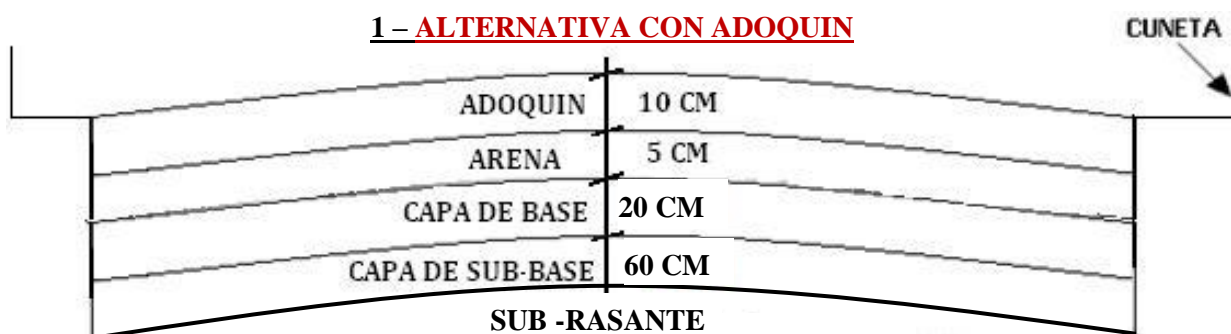 1 – ALTERNATIVA CON ADOQUIN
CUNETA
ADOQUIN 10 CM
ARENA 5 CM
CAPA DE BASE 20 CM
CAPA DE SUB-BASE 60 CM
SUB -RASANTE